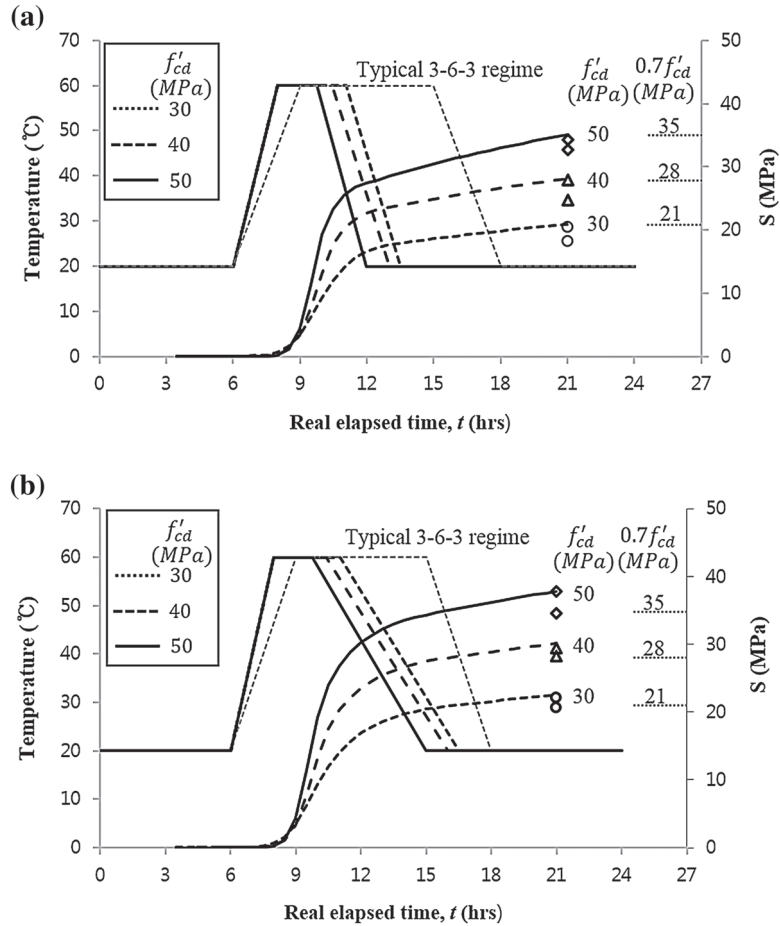 (a)
70
60
50
40
30
20
10
0
Temperature (℃)
f'cd
(MPa)
30
40
50
Typical 3-6-3 regime
f'cd
(MPa)
0.7f'cd
(MPa)
50
35
40
28
30
21
50
40
30
20
10
0
S (MPa)
0 3 6 9 12 15 18 21 24 27
Real elapsed time, t (hrs)
(b)
70
60
50
40
30
20
10
0
Temperature (℃)
f'cd
(MPa)
30
40
50
Typical 3-6-3 regime
f'cd
(MPa)
0.7f'cd
(MPa)
50
35
40
28
30
21
50
40
30
20
10
0
S (MPa)
0 3 6 9 12 15 18 21 24 27
Real elapsed time, t (hrs)